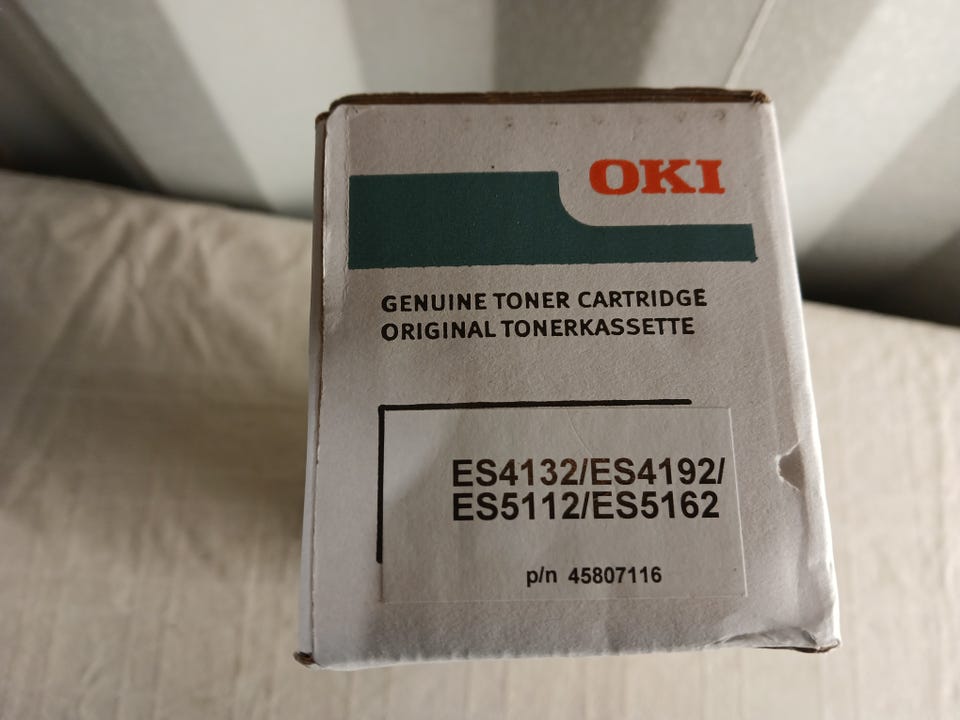 OKI
GENUINE TONER CARTRIDGE
ORIGINAL TONERKASSETTE
ES4132/ES4192/
ES5112/ES5162
p/n 45807116